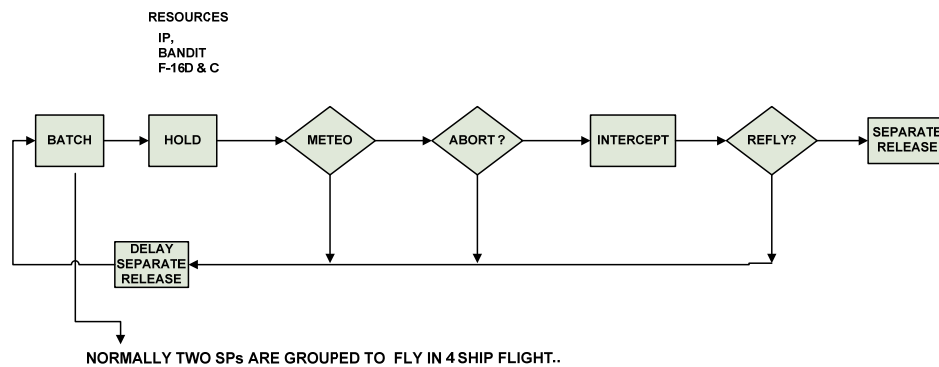 RESOURCES
IP,
BANDIT
F-16D & C
BATCH
HOLD
METEO
ABORT ?
INTERCEPT
REFLY?
SEPARATE
RELEASE
DELAY
SEPARATE
RELEASE
NORMALLY TWO SPs ARE GROUPED TO FLY IN 4 SHIP FLIGHT..